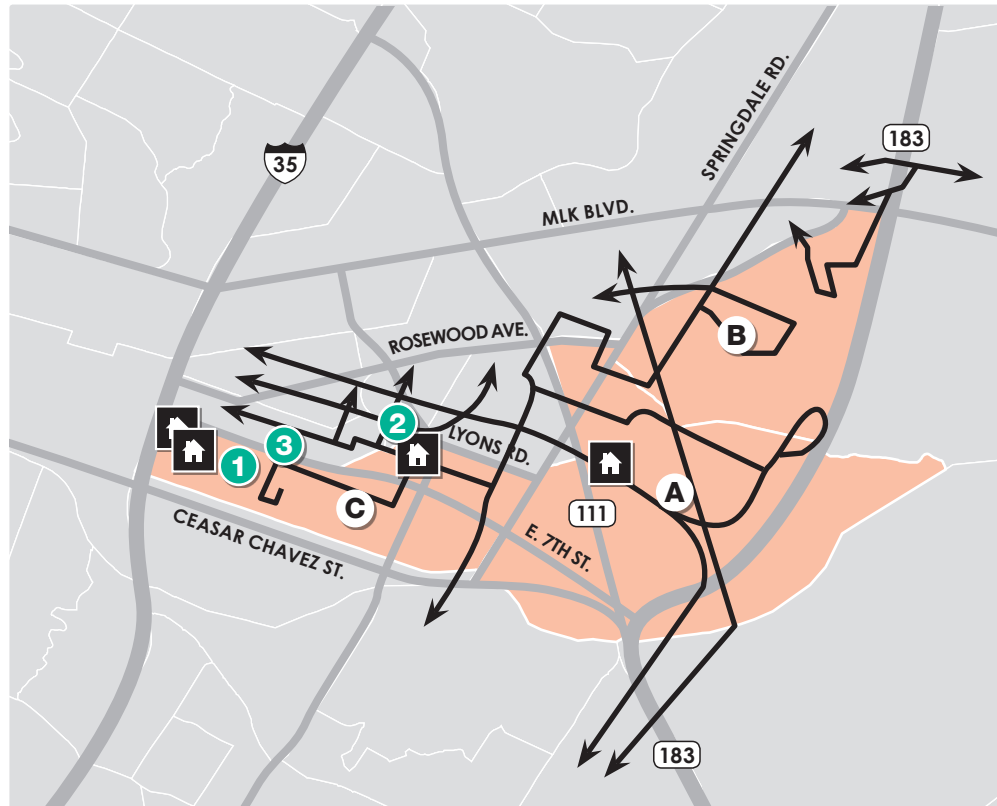 SPRINGDALE RD.
183
35
MLK BLVD.
ROSEWOOD AVE.
B
2
LYONS RD.
3
1
A
C
111
CEASAR CHAVEZ ST.
E. 7TH ST.
183